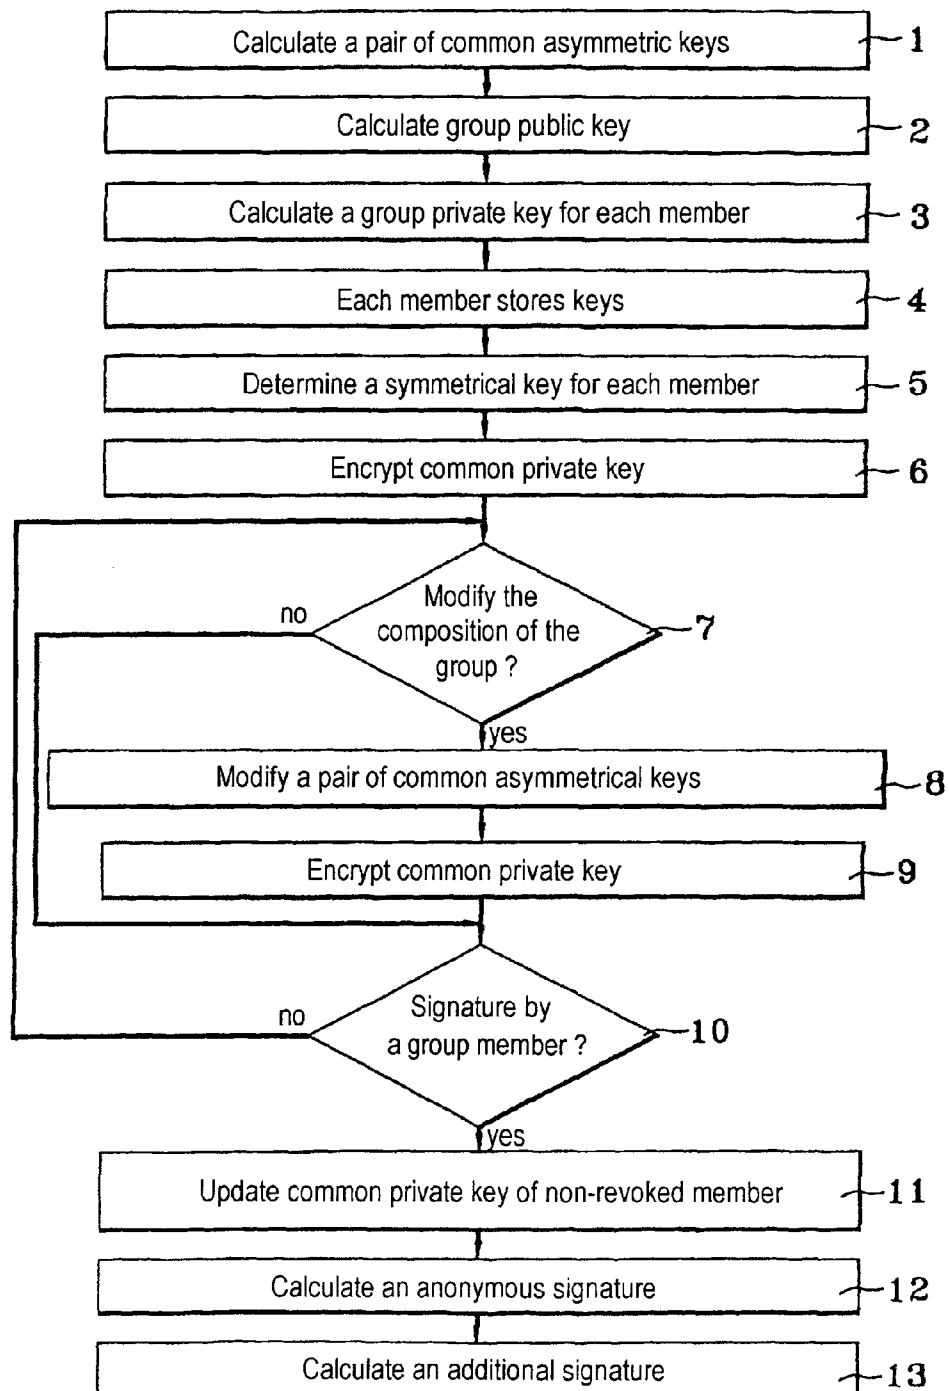 Calculate a pair of common asymmetric keys 1
Calculate group public key 2
Calculate a group private key for each member 3
Each member stores keys 4
Determine a symmetrical key for each member 5
Encrypt common private key 6
Modify the
composition of the
group ?
7
no
yes
Modify a pair of common asymmetrical keys 8
Encrypt common private key 9
Signature by
a group member ?
10
no
yes
Update common private key of non-revoked member 11
Calculate an anonymous signature 12
Calculate an additional signature 13